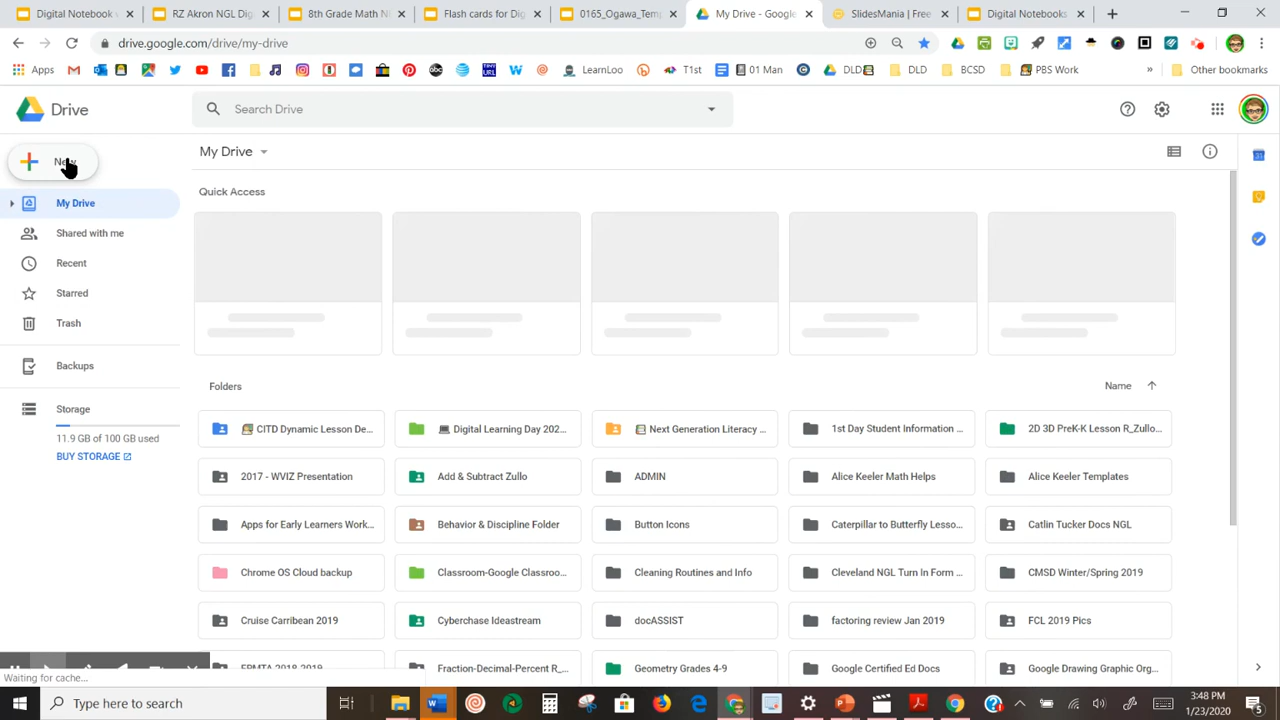 Digital Notebook v
RZ Akron NGL Dig
8th Grade Math N
Flash cards for Dig
0165_Ogawa_Temp
My Drive - Google
SlidesMania | Free
Digital Notebooks
drive.google.com/drive/my-drive
Apps
LearnLoo
T1st
01 Man
DLD
DLD
BCSD
PBS Work
»
Other bookmarks
Drive
Search Drive
New
My Drive
My Drive
Quick Access
Shared with me
Recent
Starred
Trash
Backups
Storage
11.9 GB of 100 GB used
BUY STORAGE
Folders
Name
CITD Dynamic Lesson De...
Digital Learning Day 202...
Next Generation Literacy ...
1st Day Student Information ...
2D 3D PreK-K Lesson R_Zullo...
2017 - WVIZ Presentation
Add & Subtract Zullo
ADMIN
Alice Keeler Math Helps
Alice Keeler Templates
Apps for Early Learners Work...
Behavior & Discipline Folder
Button Icons
Caterpillar to Butterfly Lesso...
Catlin Tucker Docs NGL
Chrome OS Cloud backup
Classroom-Google Classroo...
Cleaning Routines and Info
Cleveland NGL Turn In Form ...
CMSD Winter/Spring 2019
Cruise Carribean 2019
Cyberchase Ideastream
docASSIST
factoring review Jan 2019
FCL 2019 Pics
Fraction-Decimal-Percent R_...
Geometry Grades 4-9
Google Certified Ed Docs
Google Drawing Graphic Org...
Waiting for cache...
Type here to search
3:48 PM
1/23/2020
5